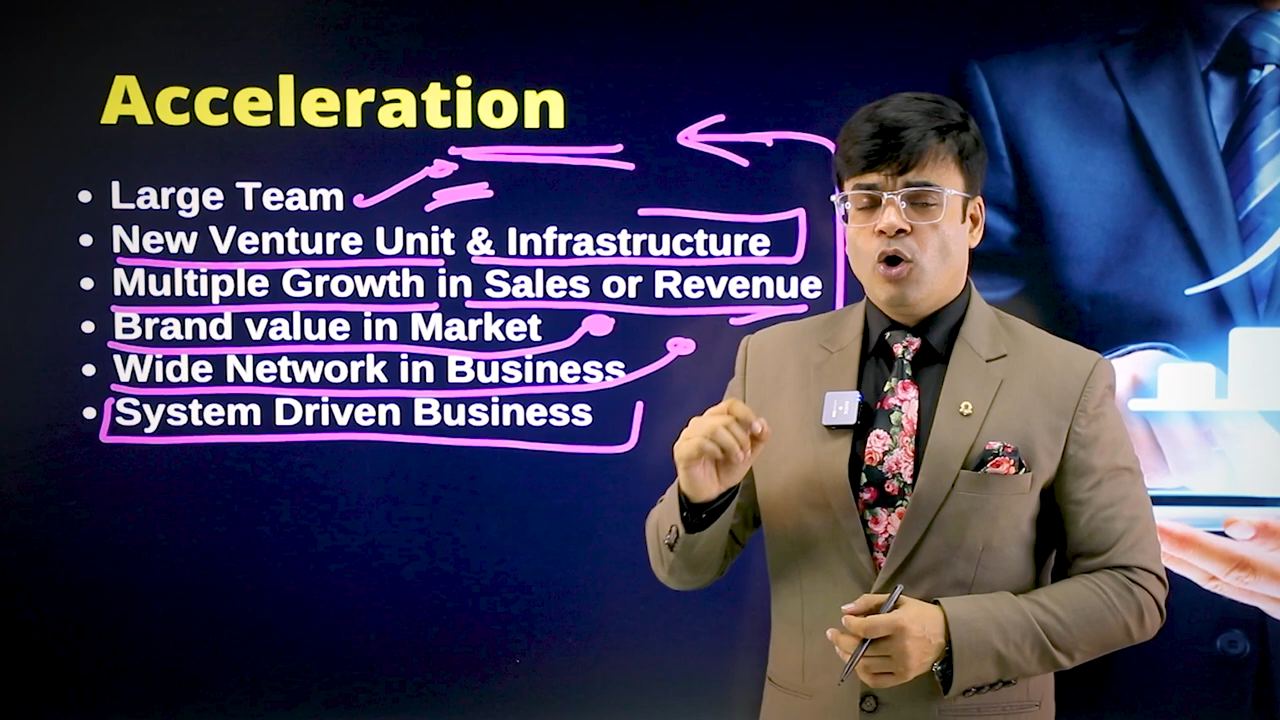 Acceleration
• Large Team
• New Venture Unit & Infrastructure
• Multiple Growth in Sales or Revenue
• Brand value in Market
• Wide Network in Business
• System Driven Business